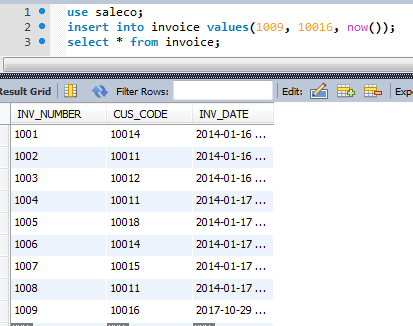 1 use saleco;
2 insert into invoice values(1009, 10016, now());
3 select * from invoice;
Result Grid Filter Rows: Edit:
INV_NUMBER CUS_CODE INV_DATE
1001 10014 2014-01-16 ...
1002 10011 2014-01-16 ...
1003 10012 2014-01-16 ...
1004 10011 2014-01-17 ...
1005 10018 2014-01-17 ...
1006 10014 2014-01-17 ...
1007 10015 2014-01-17 ...
1008 10011 2014-01-17 ...
1009 10016 2017-10-29 ...